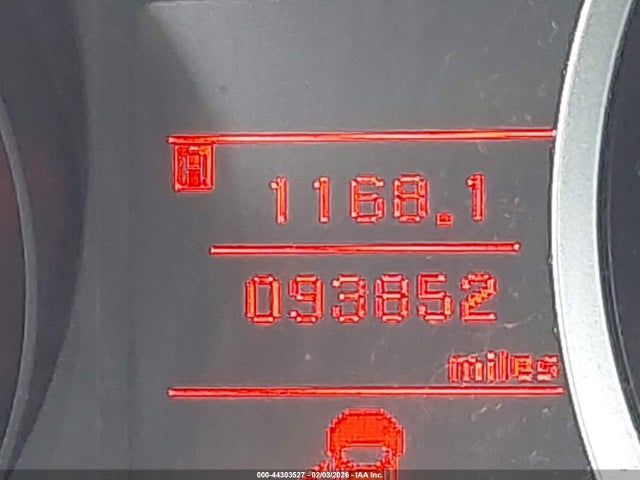 A
1168.1
093852
miles
000-44303527 - 02/03/2026 - IAA Inc.